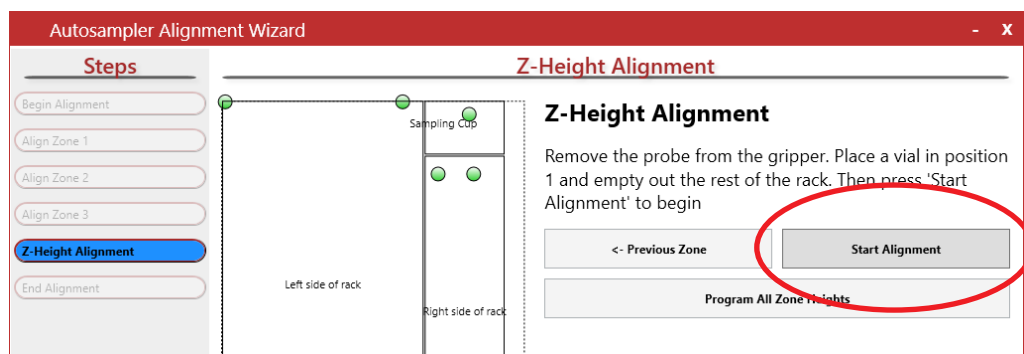 Autosampler Alignment Wizard
- X
Steps
Z-Height Alignment
Begin Alignment
Align Zone 1
Align Zone 2
Align Zone 3
Z-Height Alignment
End Alignment
Sampling Cup
Left side of rack
Right side of rack
Z-Height Alignment
Remove the probe from the gripper. Place a vial in position
1 and empty out the rest of the rack. Then press 'Start
Alignment' to begin
<- Previous Zone
Start Alignment
Program All Zone Heights